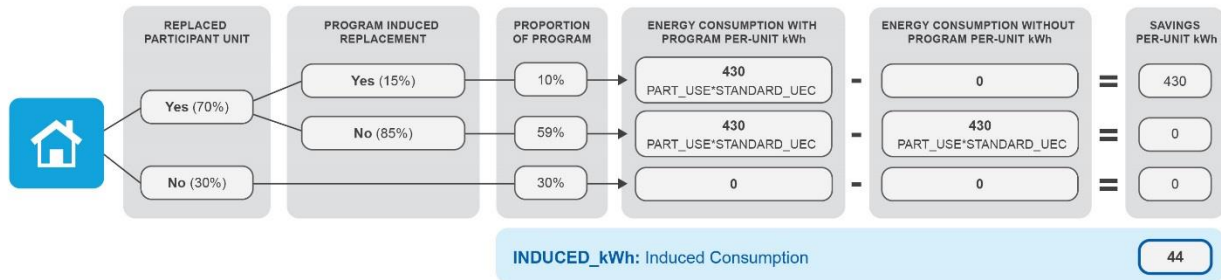 REPLACED
PARTICIPANT UNIT
PROGRAM INDUCED
REPLACEMENT
PROPORTION
OF PROGRAM
ENERGY CONSUMPTION WITH
PROGRAM PER-UNIT kWh
ENERGY CONSUMPTION WITHOUT
PROGRAM PER-UNIT kWh
SAVINGS
PER-UNIT kWh
Yes (70%)
Yes (15%)
10%
430
PART_USE*STANDARD_UEC
-
0
=
430
No (85%)
59%
430
PART_USE*STANDARD_UEC
-
430
PART_USE*STANDARD_UEC
=
0
No (30%)
30%
0
-
0
=
0
INDUCED_kWh: Induced Consumption
44